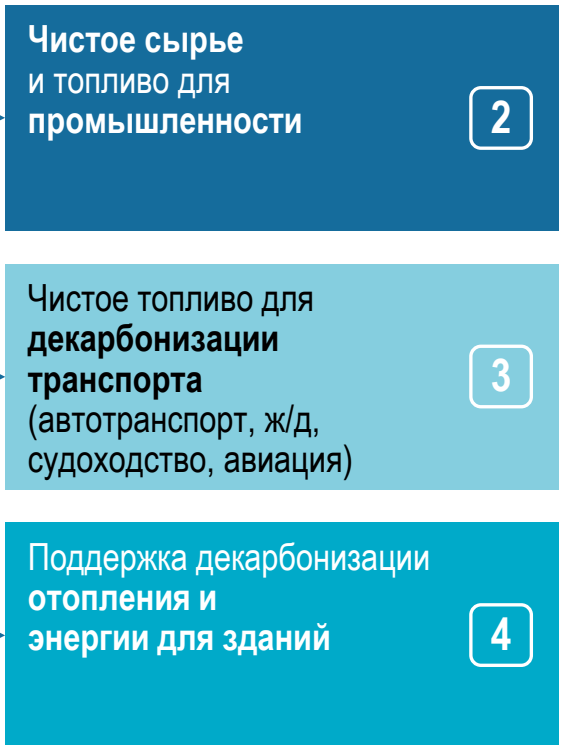 Чистое сырье
и топливо для
промышленности
2
Чистое топливо для
декарбонизации
транспорта
(автотранспорт, ж/д,
судоходство, авиация)
3
Поддержка декарбонизации
отопления и
энергии для зданий
4